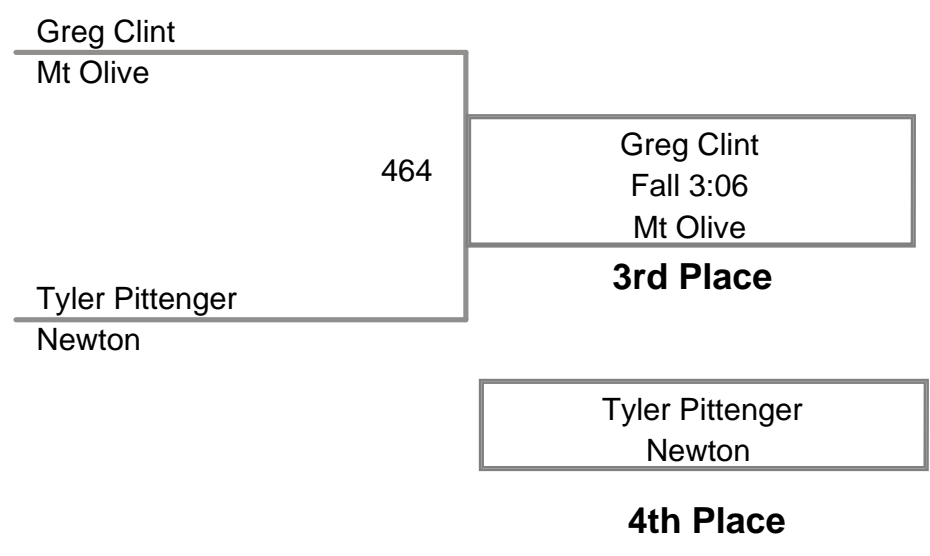 Greg Clint
Mt Olive
464
Greg Clint
Fall 3:06
Mt Olive
3rd Place
Tyler Pittenger
Newton
Tyler Pittenger
Newton
4th Place